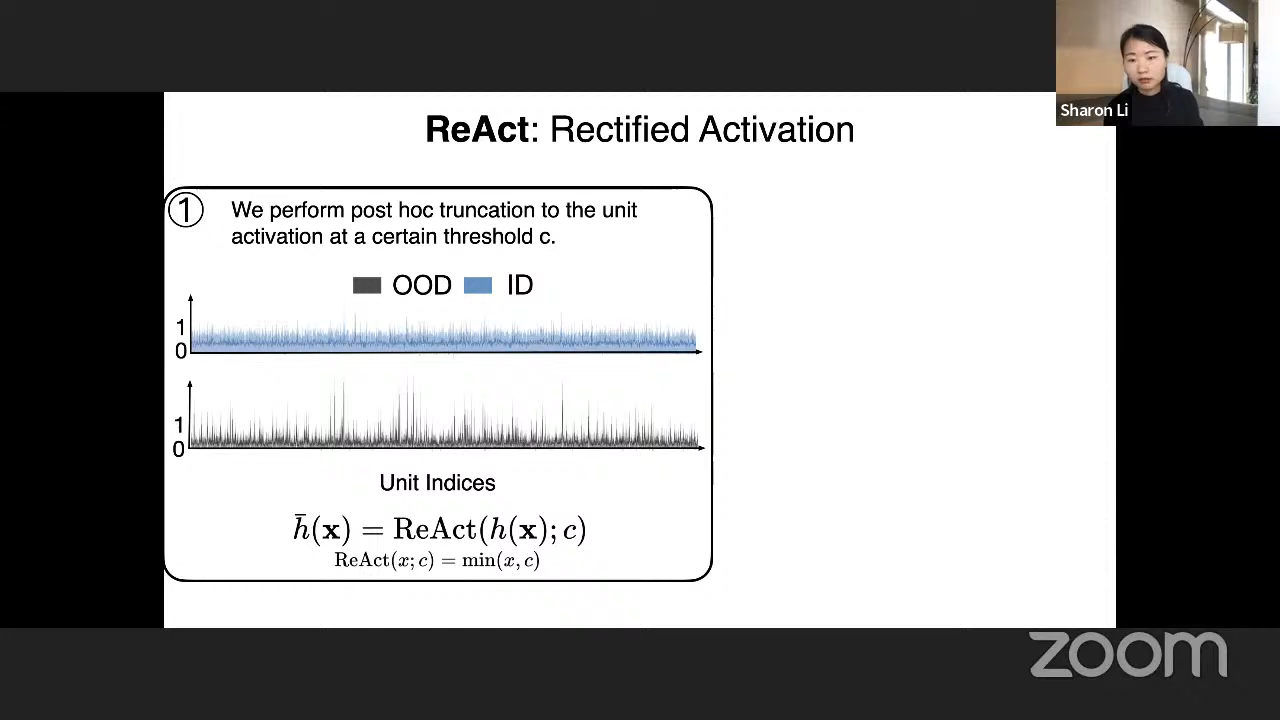 Sharon Li
ReAct: Rectified Activation
① We perform post hoc truncation to the unit
activation at a certain threshold c.
OOD ID
1
0
1
0
Unit Indices
h̄(x) = ReAct(h(x); c)
ReAct(x; c) = min(x, c)
zoom